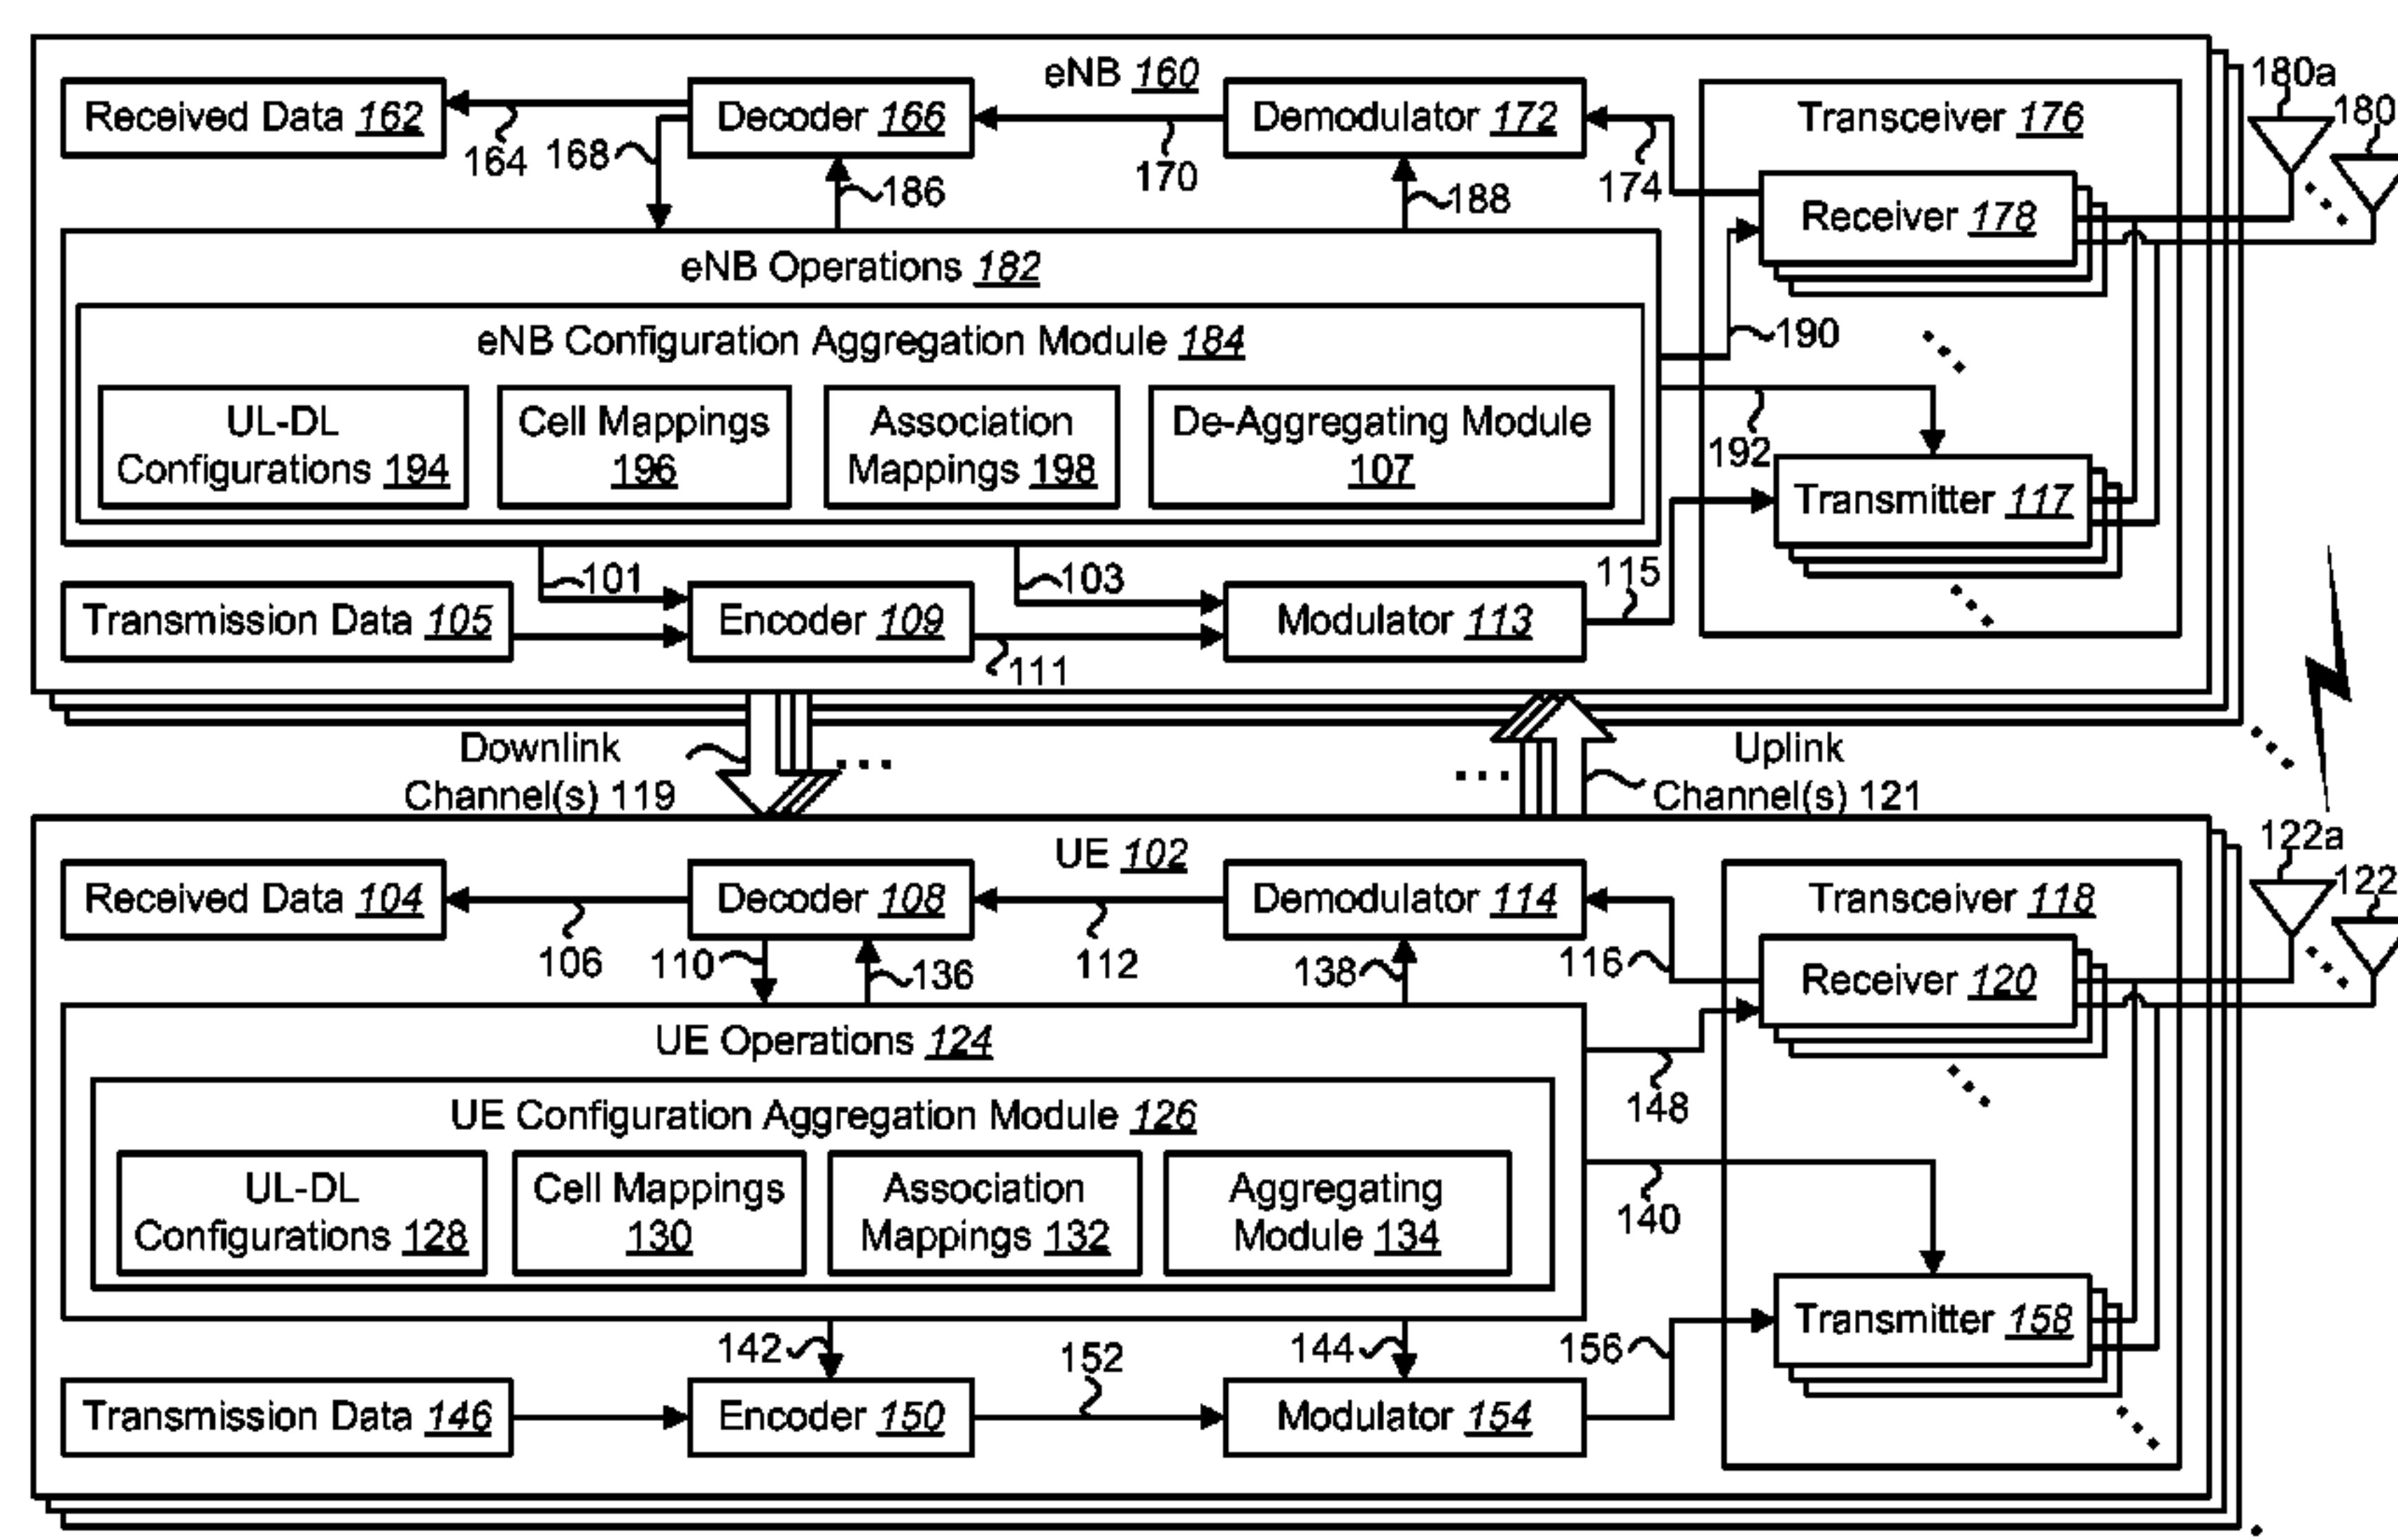 eNB 160
180a
180
Received Data 162
Decoder 166
Demodulator 172
Transceiver 176
164
168
186
170
188
174
Receiver 178
eNB Operations 182
190
eNB Configuration Aggregation Module 184
UL-DL
Configurations 194
Cell Mappings
196
Association
Mappings 198
De-Aggregating Module
107
192
Transmitter 117
101
103
115
Transmission Data 105
Encoder 109
Modulator 113
111
Downlink
Channel(s) 119
...
...
Uplink
Channel(s) 121
122a
122
UE 102
Received Data 104
Decoder 108
Demodulator 114
Transceiver 118
106
110
136
112
138
116
Receiver 120
UE Operations 124
148
UE Configuration Aggregation Module 126
UL-DL
Configurations 128
Cell Mappings
130
Association
Mappings 132
Aggregating
Module 134
140
142
152
144
156
Transmitter 158
Transmission Data 146
Encoder 150
Modulator 154